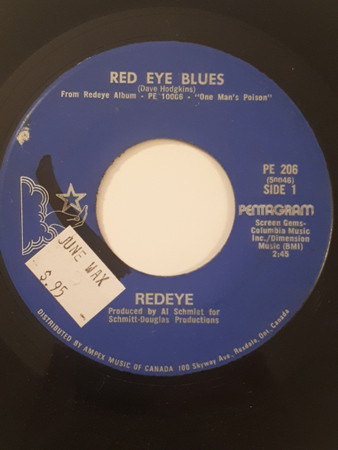 RED EYE BLUES
(Dave Hodgkins)
From Redeye Album - PE 10006 - "One Man's Poison"
PE 206
(50046)
SIDE 1
PENTAGRAM
Screen Gems-
Columbia Music
Inc./Dimension
Music (BMI)
2:45
JUNE WAX
$.95
REDEYE
Produced by Al Schmidt for
Schmitt-Douglas Productions
DISTRIBUTED BY AMPEX MUSIC OF CANADA 100 Skyway Ave., Rexdale, Ont. CANADA